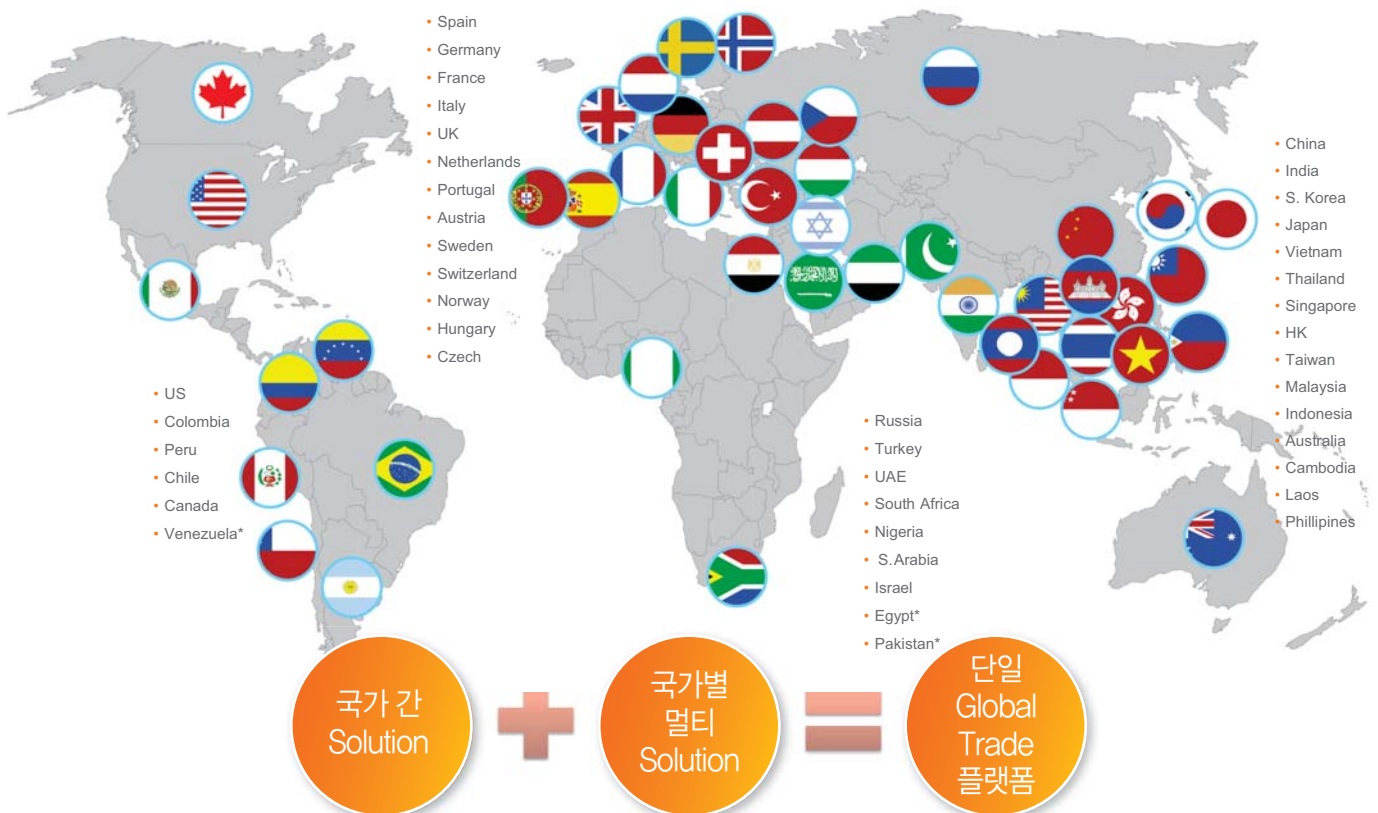 • Spain
• Germany
• France
• Italy
• UK
• Netherlands
• Portugal
• Austria
• Sweden
• Switzerland
• Norway
• Hungary
• Czech
• US
• Colombia
• Peru
• Chile
• Canada
• Venezuela*
• Russia
• Turkey
• UAE
• South Africa
• Nigeria
• S.Arabia
• Israel
• Egypt*
• Pakistan*
• China
• India
• S. Korea
• Japan
• Vietnam
• Thailand
• Singapore
• HK
• Taiwan
• Malaysia
• Indonesia
• Australia
• Cambodia
• Laos
• Phillipines
국가 간
Solution
국가별
멀티
Solution
단일
Global
Trade
플랫폼